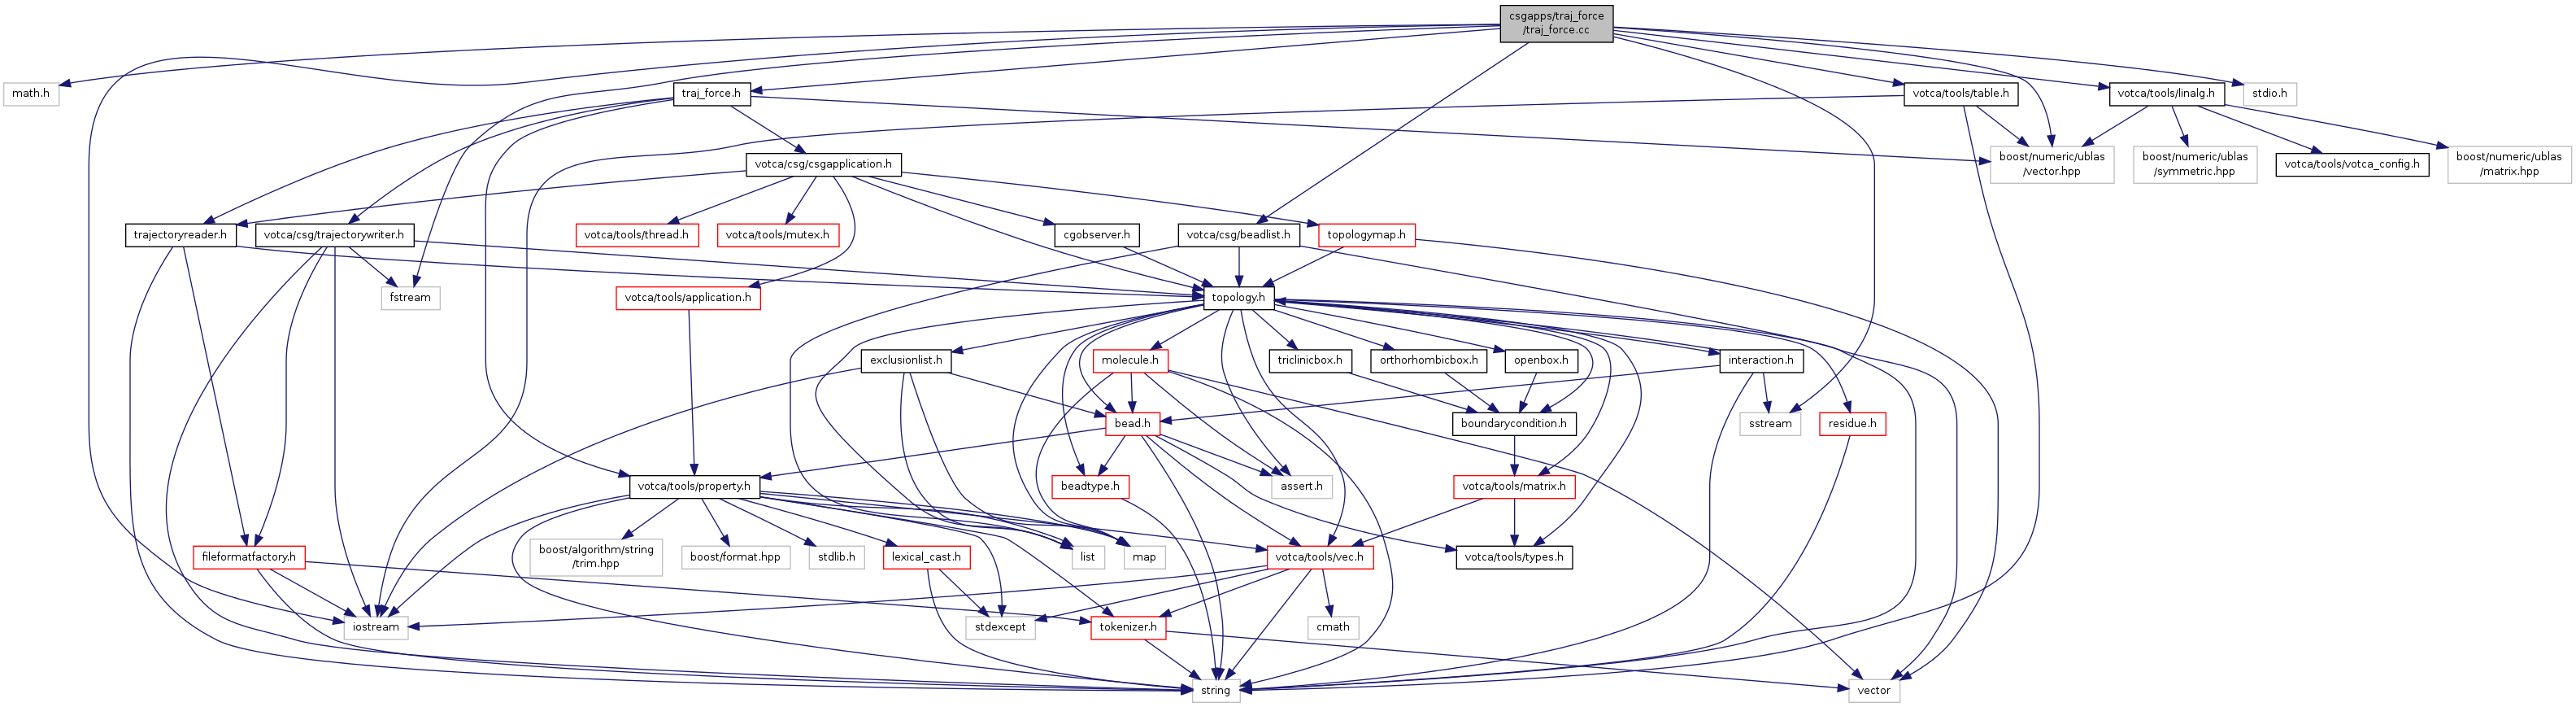 csgapps/traj_force
/traj_force.cc
math.h
traj_force.h
votca/tools/table.h
votca/tools/linalg.h
stdio.h
votca/csg/csgapplication.h
boost/numeric/ublas
/vector.hpp
boost/numeric/ublas
/symmetric.hpp
votca/tools/votca_config.h
boost/numeric/ublas
/matrix.hpp
trajectoryreader.h
votca/csg/trajectorywriter.h
votca/tools/thread.h
votca/tools/mutex.h
cgobserver.h
votca/csg/beadlist.h
topologymap.h
fstream
votca/tools/application.h
topology.h
exclusionlist.h
molecule.h
triclinicbox.h
orthorhombicbox.h
openbox.h
interaction.h
bead.h
boundarycondition.h
sstream
residue.h
votca/tools/property.h
beadtype.h
assert.h
votca/tools/matrix.h
fileformatfactory.h
boost/algorithm/string
/trim.hpp
boost/format.hpp
stdlib.h
lexical_cast.h
list
map
votca/tools/vec.h
votca/tools/types.h
iostream
stdexcept
tokenizer.h
cmath
string
vector